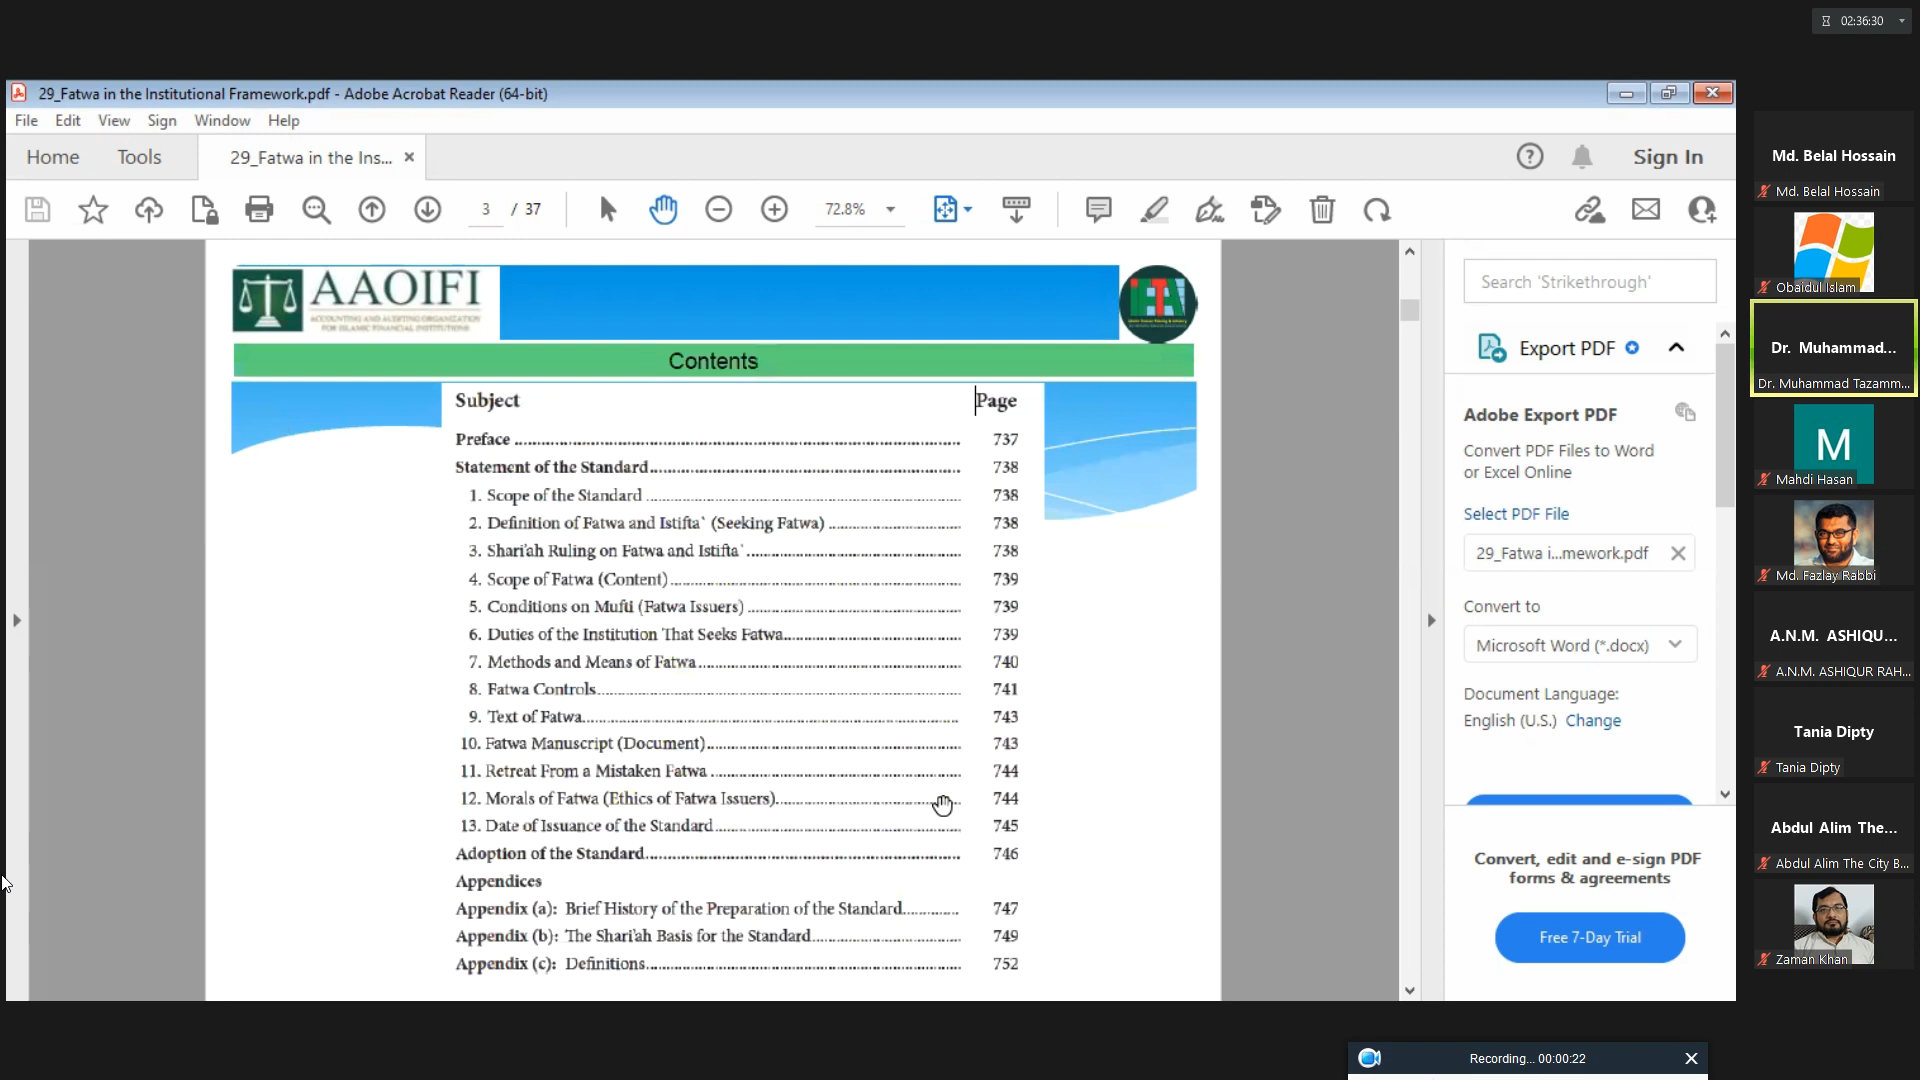 02:36:30
29_Fatwa in the Institutional Framework.pdf - Adobe Acrobat Reader (64-bit)
File Edit View Sign Window Help
Home Tools 29_Fatwa in the Ins... Sign In
3 / 37 72.8%
AAOIFI
ACCOUNTING AND AUDITING ORGANIZATION
FOR ISLAMIC FINANCIAL INSTITUTIONS
Contents
Subject Page
Preface 737
Statement of the Standard 738
1. Scope of the Standard 738
2. Definition of Fatwa and Istifta` (Seeking Fatwa) 738
3. Shari'ah Ruling on Fatwa and Istifta` 738
4. Scope of Fatwa (Content) 739
5. Conditions on Mufti (Fatwa Issuers) 739
6. Duties of the Institution That Seeks Fatwa 739
7. Methods and Means of Fatwa 740
8. Fatwa Controls 741
9. Text of Fatwa 743
10. Fatwa Manuscript (Document) 743
11. Retreat From a Mistaken Fatwa 744
12. Morals of Fatwa (Ethics of Fatwa Issuers) 744
13. Date of Issuance of the Standard 745
Adoption of the Standard 746
Appendices
Appendix (a): Brief History of the Preparation of the Standard 747
Appendix (b): The Shari'ah Basis for the Standard 749
Appendix (c): Definitions 752
Search 'Strikethrough'
Export PDF
Adobe Export PDF
Convert PDF Files to Word
or Excel Online
Select PDF File
29_Fatwa i...mework.pdf
Convert to
Microsoft Word (*.docx)
Document Language:
English (U.S.) Change
Convert, edit and e-sign PDF
forms & agreements
Free 7-Day Trial
Md. Belal Hossain
Md. Belal Hossain
Obaidul Islam
Dr. Muhammad...
Dr. Muhammad Tazamm...
M
Mahdi Hasan
Md. Fazlay Rabbi
A.N.M. ASHIQU...
A.N.M. ASHIQUR RAH...
Tania Dipty
Tania Dipty
Abdul Alim The...
Abdul Alim The City B...
Zaman Khan
Recording... 00:00:22